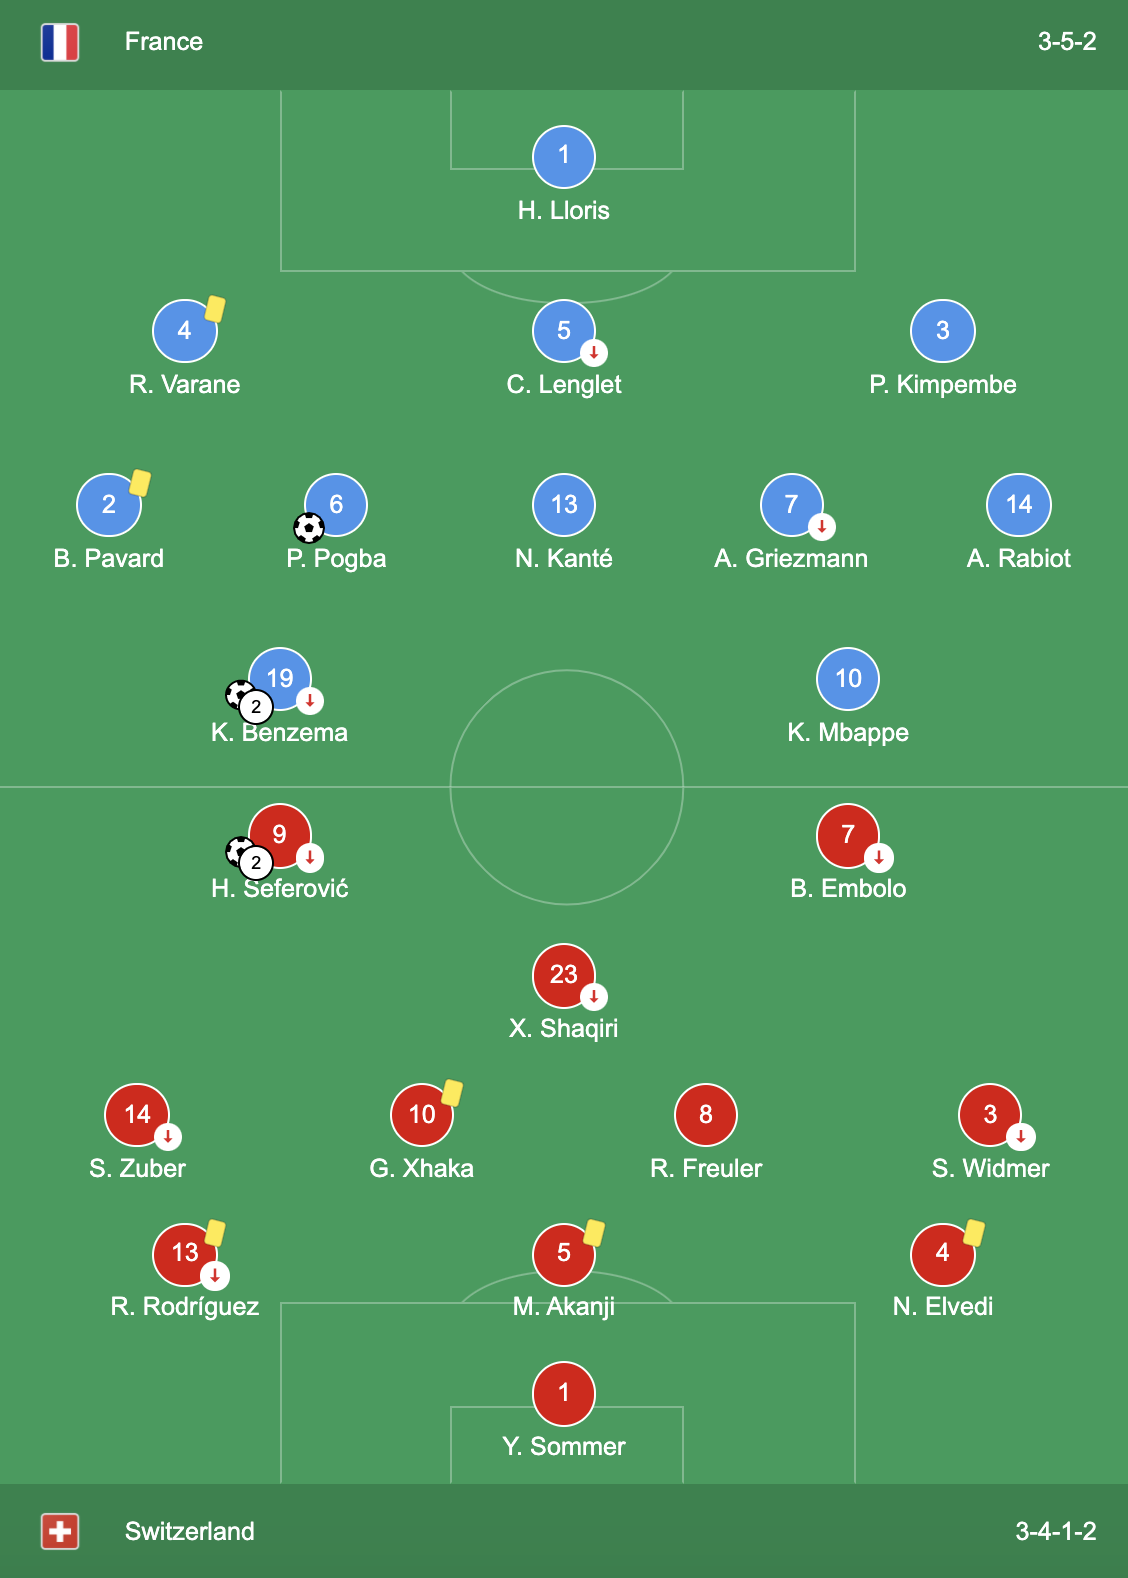 France 3-5-2
1
H. Lloris
4 5 3
R. Varane C. Lenglet P. Kimpembe
2 6 13 7 14
B. Pavard P. Pogba N. Kanté A. Griezmann A. Rabiot
19 10
2
K. Benzema K. Mbappe
9 7
2
H. Seferović B. Embolo
23
X. Shaqiri
14 10 8 3
S. Zuber G. Xhaka R. Freuler S. Widmer
13 5 4
R. Rodríguez M. Akanji N. Elvedi
1
Y. Sommer
Switzerland 3-4-1-2